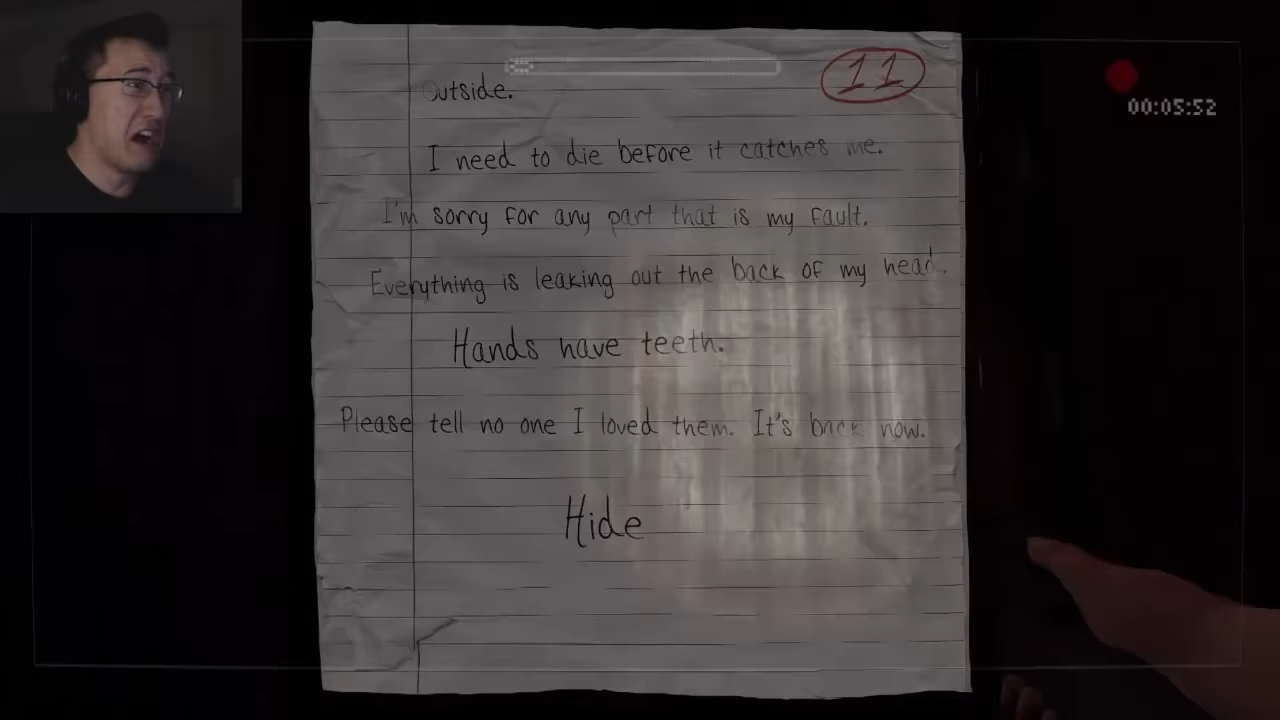 11
00:05:52
Outside.
I need to die before it catches me.
I'm sorry for any part that is my fault.
Everything is leaking out the back of my head.
Hands have teeth.
Please tell no one I loved them. It's back now.
Hide